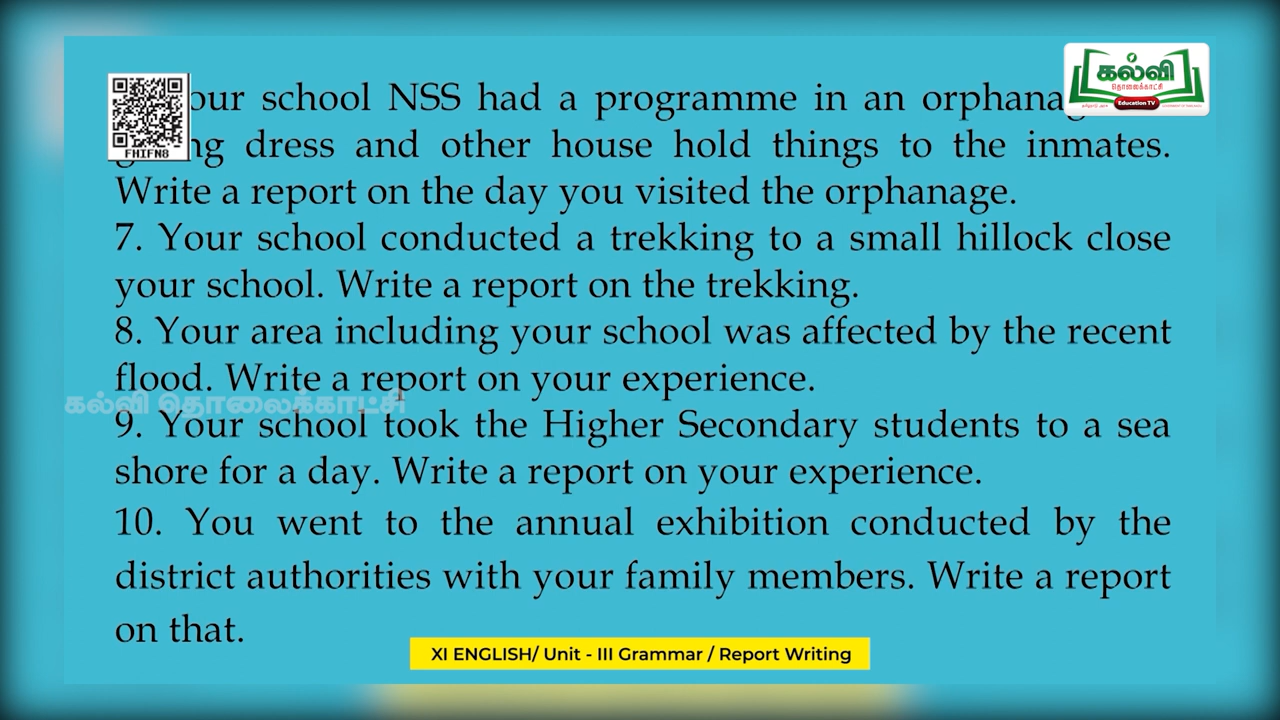 our school NSS had a programme in an
கல்வி
தொலைக்காட்சி
Education TV
FHIFN8
dress and other house hold things to the inmates.
Write a report on the day you visited the orphanage.
7. Your school conducted a trekking to a small hillock close
your school. Write a report on the trekking.
8. Your area including your school was affected by the recent
flood. Write a report on your experience.
கல்வி தொலைக்காட்சி
9. Your school took the Higher Secondary students to a sea
shore for a day. Write a report on your experience.
10. You went to the annual exhibition conducted by the
district authorities with your family members. Write a report
on that.
XI ENGLISH/ Unit - III Grammar / Report Writing